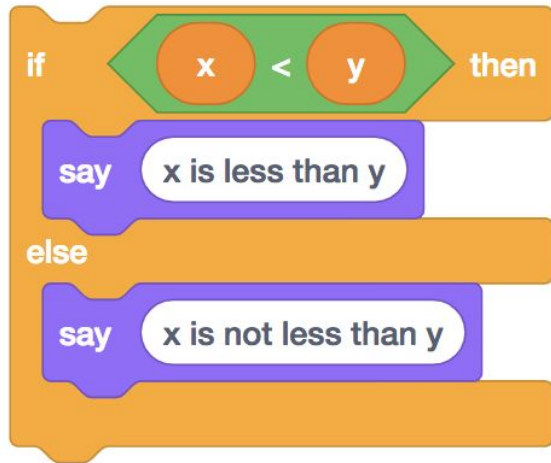 if x < y then
say x is less than y
else
say x is not less than y